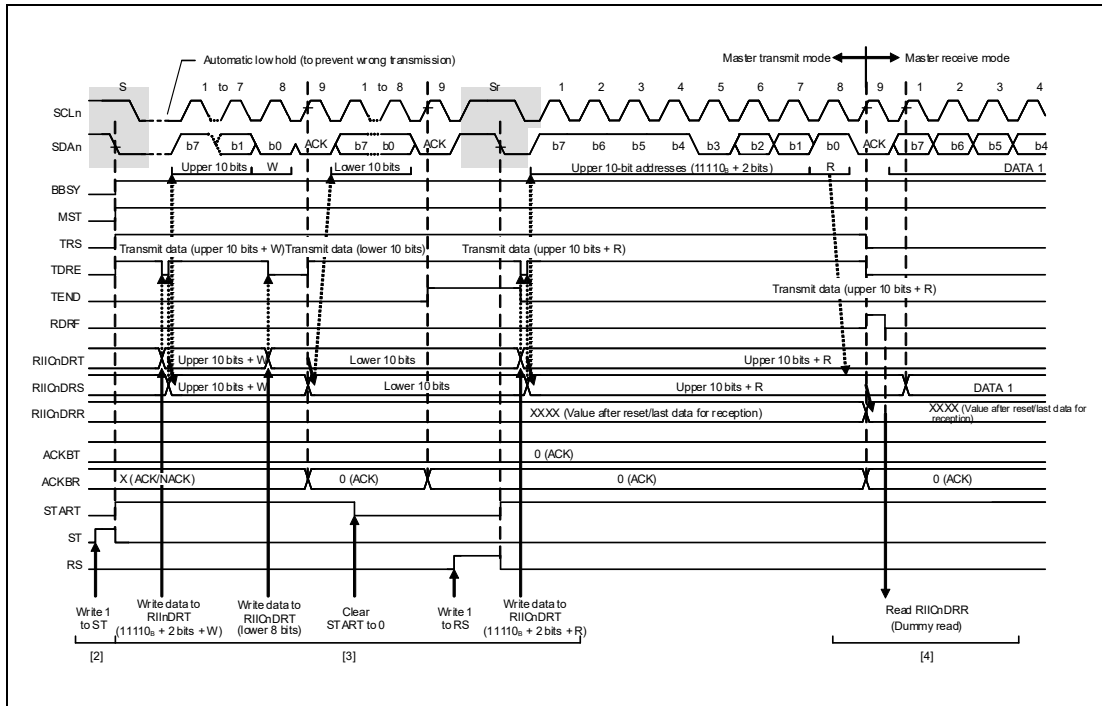 Automatic low hold (to prevent wrong transmission)
Master transmit mode
Master receive mode
S 1 to 7 8 9 1 to 8 9 Sr 1 2 3 4 5 6 7 8 9 1 2 3 4
SCLn
SDAn b7 b1 b0 ACK b7 b0 ACK b7 b6 b5 b4 b3 b2 b1 b0 ACK b7 b6 b5 b4
Upper 10 bits W Lower 10 bits Upper 10-bit addresses (11110B + 2 bits) R DATA 1
BBSY
MST
TRS
Transmit data (upper 10 bits + W) Transmit data (lower 10 bits) Transmit data (upper 10 bits + R)
TDRE
TEND
Transmit data (upper 10 bits + R)
RDRF
RIICnDRT Upper 10 bits + W Lower 10 bits Upper 10 bits + R
RIICnDRS Upper 10 bits + W Lower 10 bits Upper 10 bits + R DATA 1
RIICnDRR XXXX (Value after reset/last data for reception) XXXX (Value after reset/last data for
reception)
ACKBT 0 (ACK)
ACKBR X (ACK/NACK) 0 (ACK) 0 (ACK) 0 (ACK)
START
ST
RS
Write 1
to ST
Write data to
RIInDRT
(11110B + 2 bits + W)
Write data to
RIICnDRT
(lower 8 bits)
Clear
START to 0
Write 1
to RS
Write data to
RIICnDRT
(11110B + 2 bits + R)
Read RIICnDRR
(Dummy read)
[2] [3] [4]